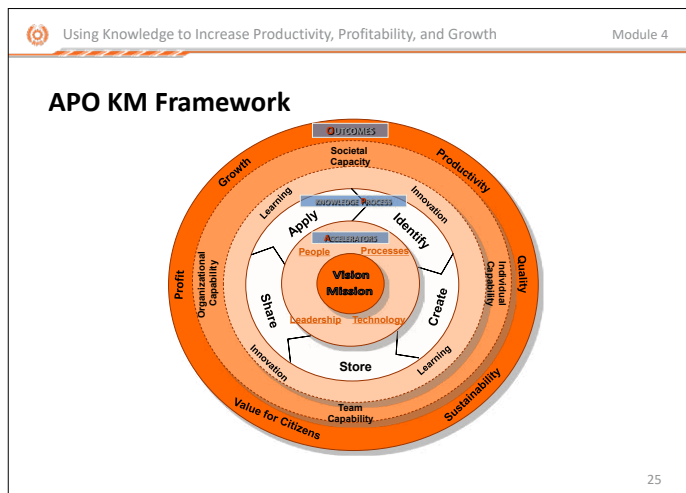 Using Knowledge to Increase Productivity, Profitability, and Growth
Module 4
APO KM Framework
OUTCOMES
Societal
Capacity
Growth
Productivity
Learning
Innovation
KNOWLEDGE PROCESS
Apply
Identify
ACCELERATORS
People
Processes
Vision
Mission
Profit
Organizational
Capability
Share
Create
Individual
Capability
Quality
Leadership
Technology
Store
Innovation
Learning
Team
Capability
Value for Citizens
Sustainability
25